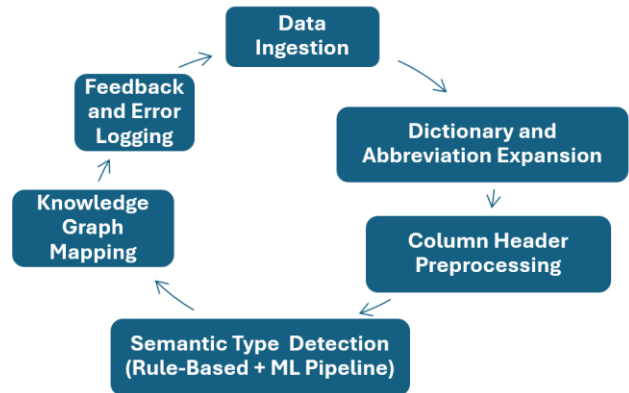 Data
Ingestion
Dictionary and
Abbreviation Expansion
Column Header
Preprocessing
Semantic Type Detection
(Rule-Based + ML Pipeline)
Knowledge
Graph
Mapping
Feedback
and Error
Logging